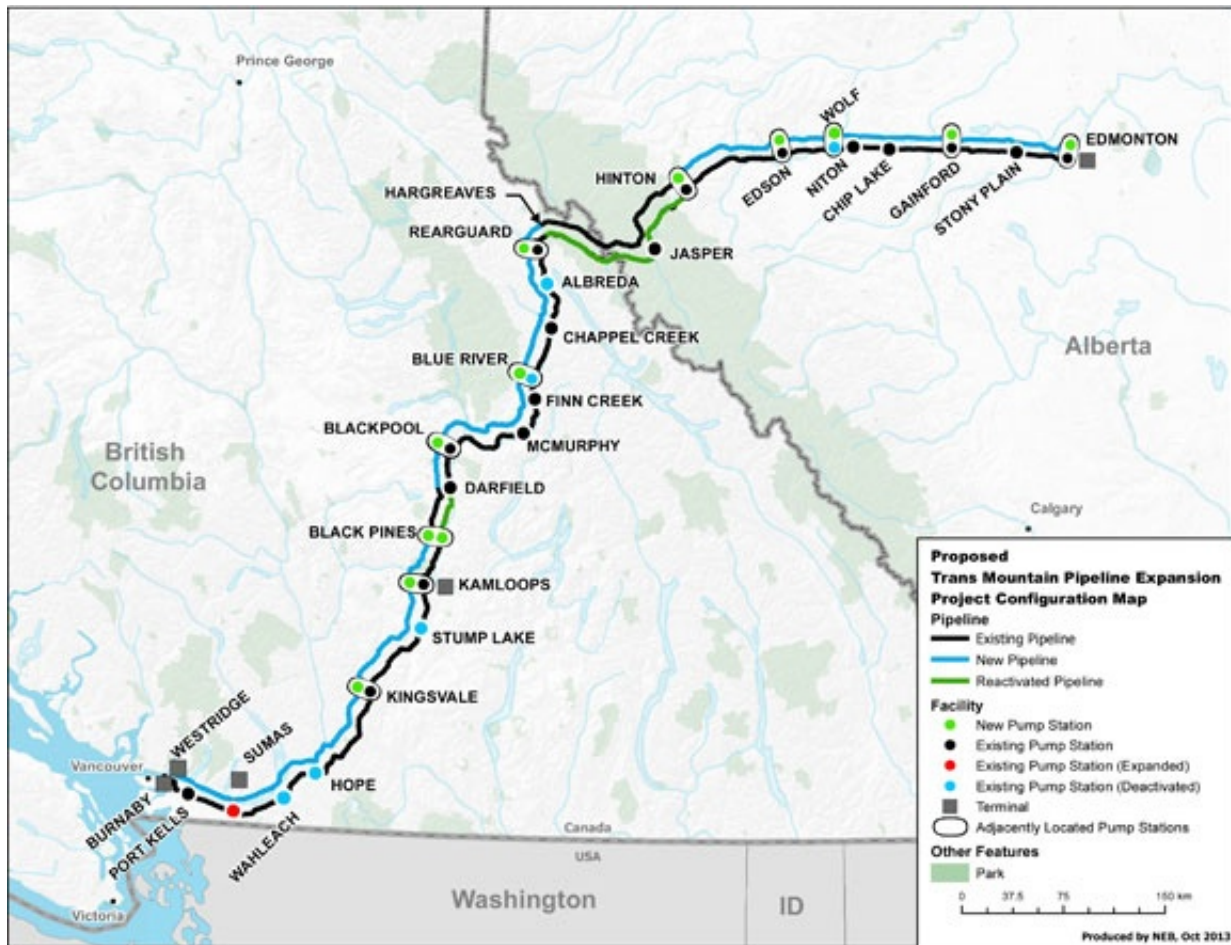 Prince George
WOLF
EDMONTON
HINTON
EDSON
NITON
CHIP LAKE
GAINFORD
STONY PLAIN
HARGREAVES
REARGUARD
JASPER
ALBREDA
CHAPPEL CREEK
Alberta
BLUE RIVER
FINN CREEK
BLACKPOOL
MCMURPHY
British
Columbia
DARFIELD
Calgary
BLACK PINES
KAMLOOPS
STUMP LAKE
KINGSVALE
WESTRIDGE
SUMAS
Vancouver
HOPE
BURNABY
PORT KELLS
WAHLEACH
Canada
USA
Washington
ID
Victoria
Proposed
Trans Mountain Pipeline Expansion
Project Configuration Map
Pipeline
Existing Pipeline
New Pipeline
Reactivated Pipeline
Facility
New Pump Station
Existing Pump Station
Existing Pump Station (Expanded)
Existing Pump Station (Deactivated)
Terminal
Adjacently Located Pump Stations
Other Features
Park
0 37.5 75 150 km
Produced by NEB, Oct 2013